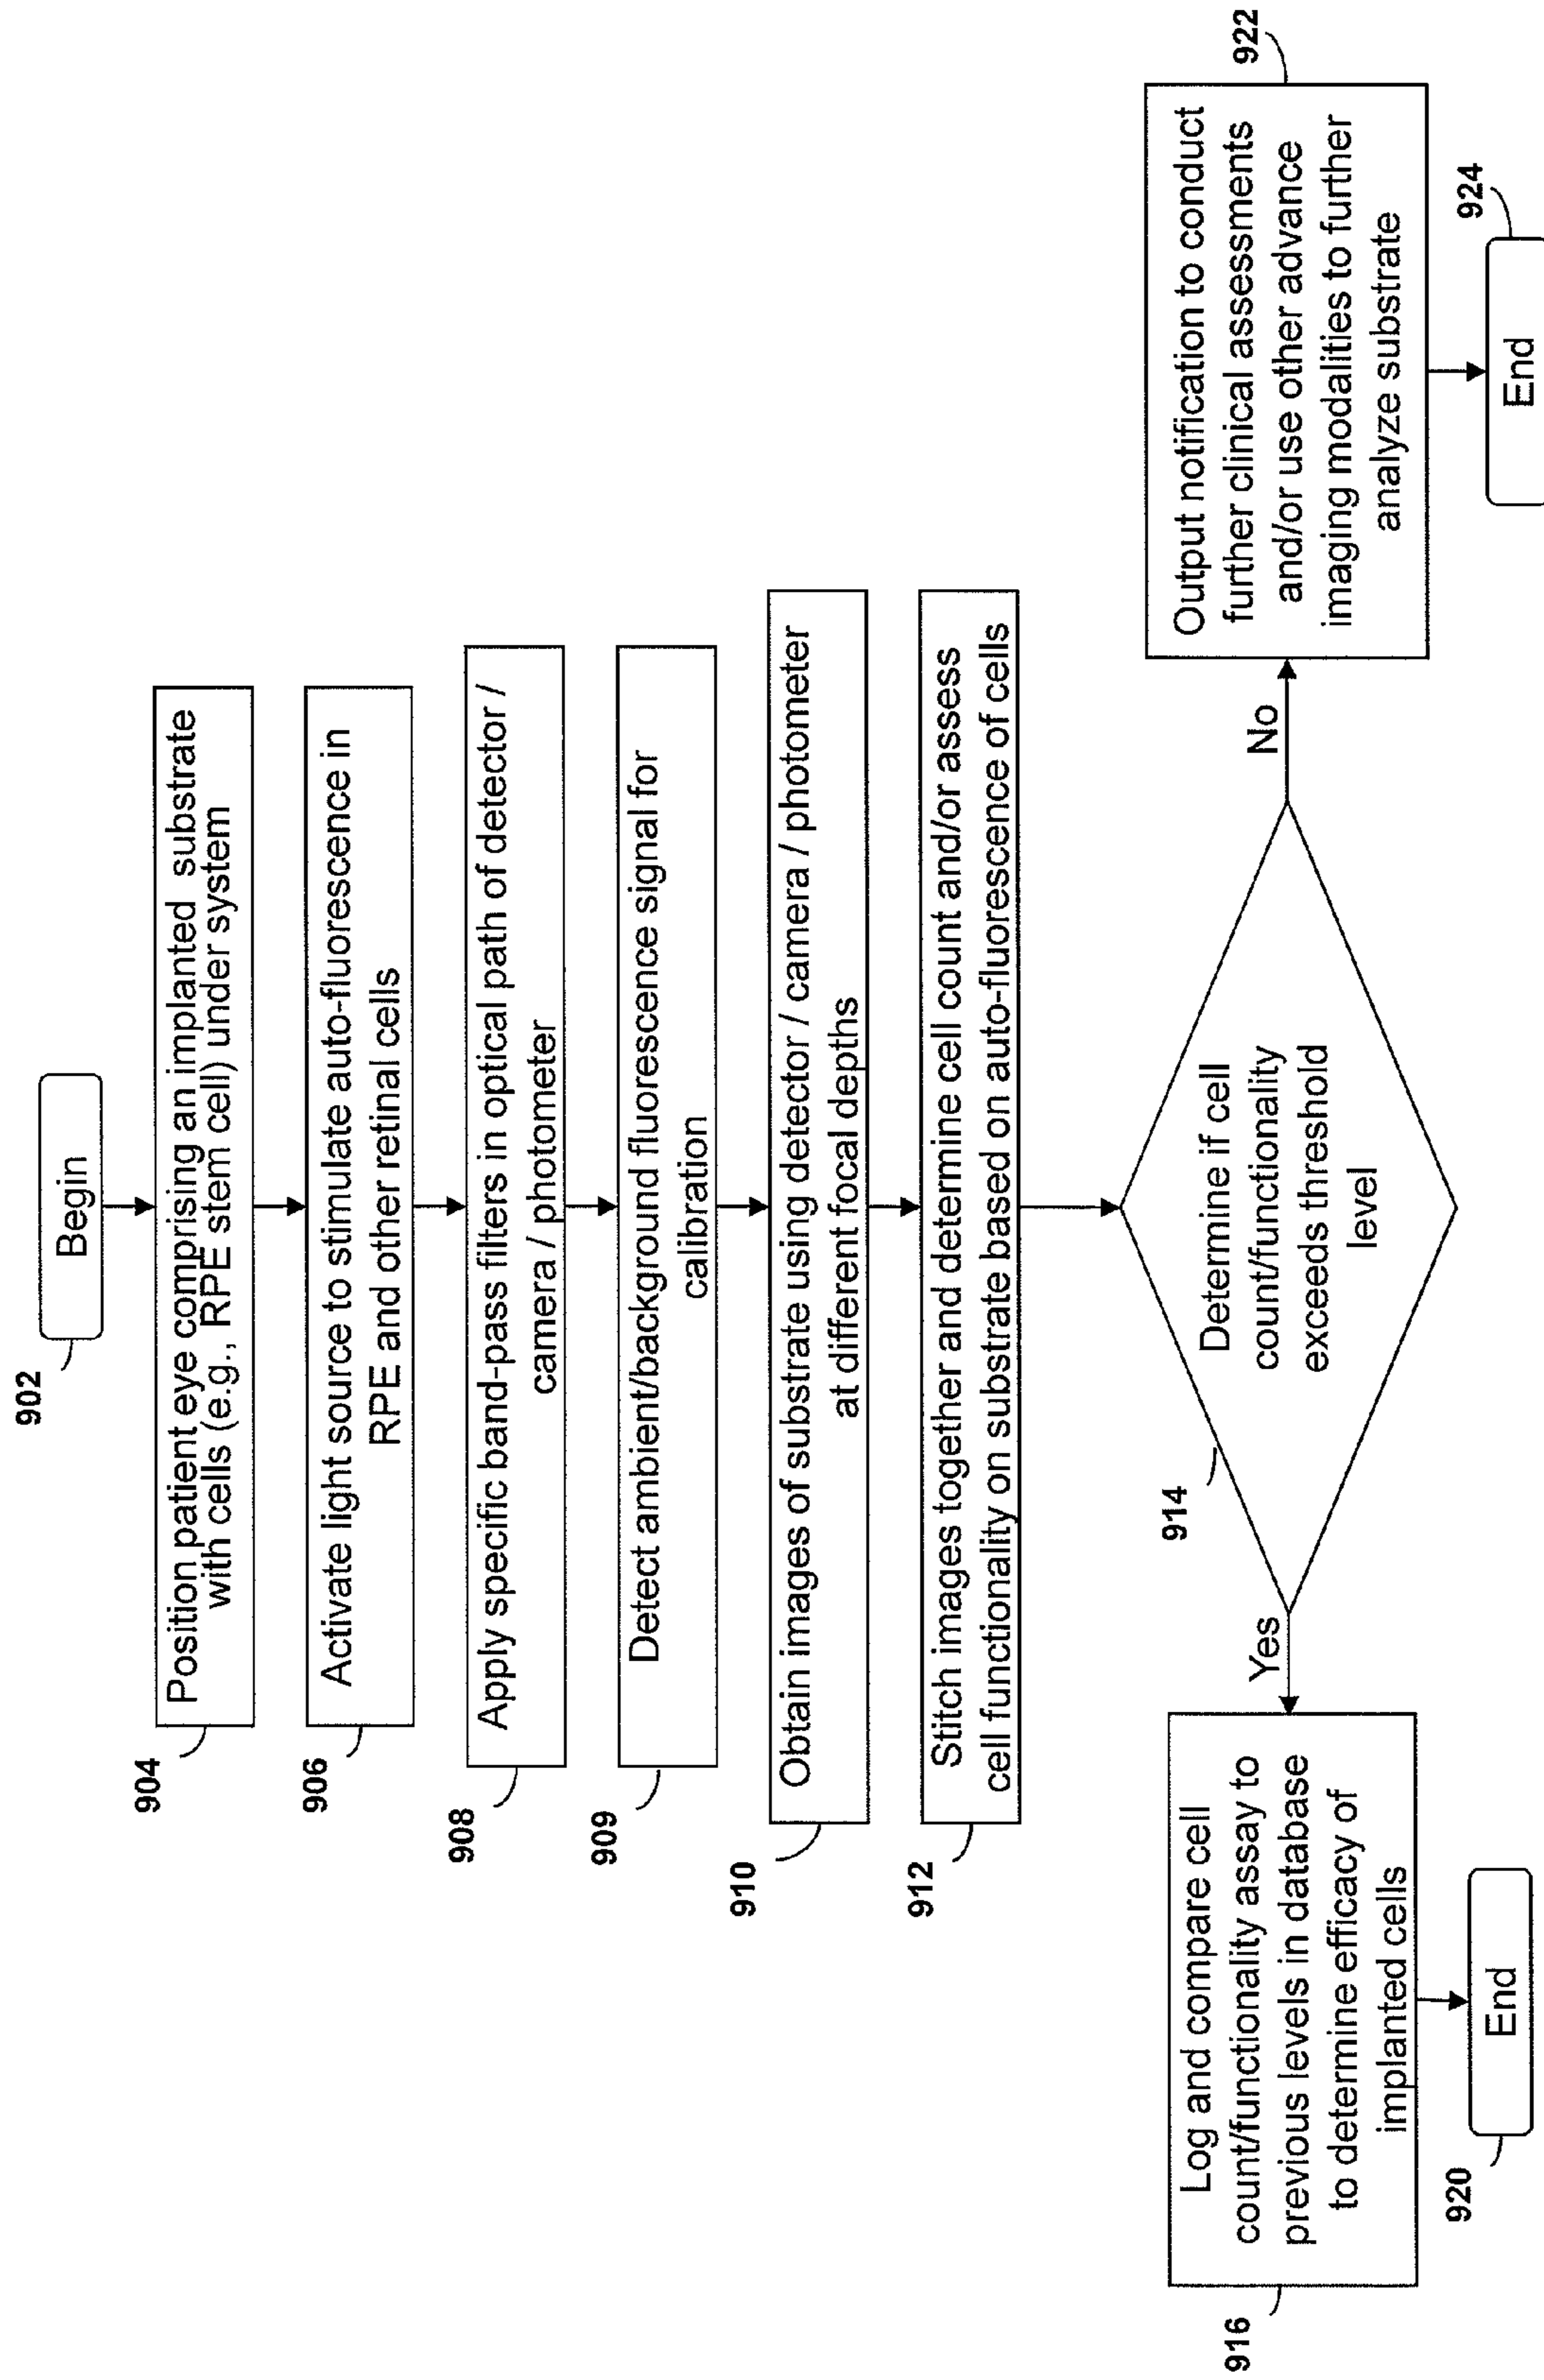 902
Begin
904
Position patient eye comprising an implanted substrate
with cells (e.g., RPE stem cell) under system
906
Activate light source to stimulate auto-fluorescence in
RPE and other retinal cells
908
Apply specific band-pass filters in optical path of detector /
camera / photometer
909
Detect ambient/background fluorescence signal for
calibration
910
Obtain images of substrate using detector / camera / photometer
at different focal depths
912
Stitch images together and determine cell count and/or assess
cell functionality on substrate based on auto-fluorescence of cells
914
Determine if cell
count/functionality
exceeds threshold
level
Yes
No
916
Log and compare cell
count/functionality assay to
previous levels in database
to determine efficacy of
implanted cells
920
End
922
Output notification to conduct
further clinical assessments
and/or use other advance
imaging modalities to further
analyze substrate
924
End